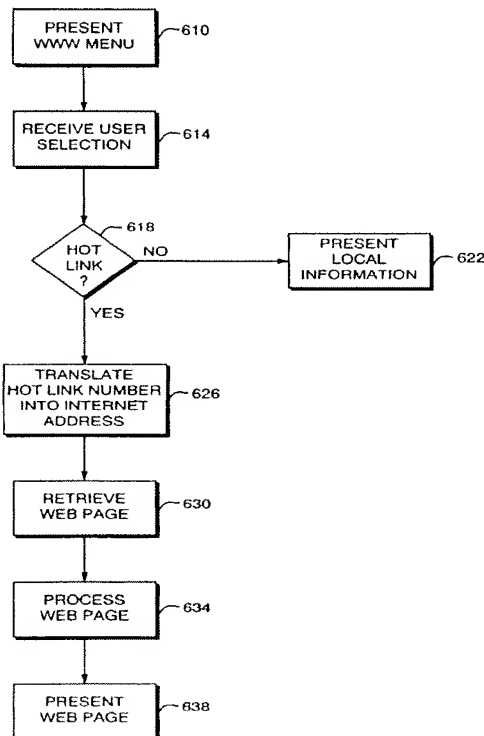 PRESENT
WWW MENU
610
RECEIVE USER
SELECTION
614
618
HOT
LINK
?
NO
PRESENT
LOCAL
INFORMATION
622
YES
TRANSLATE
HOT LINK NUMBER
INTO INTERNET
ADDRESS
626
RETRIEVE
WEB PAGE
630
PROCESS
WEB PAGE
634
PRESENT
WEB PAGE
638